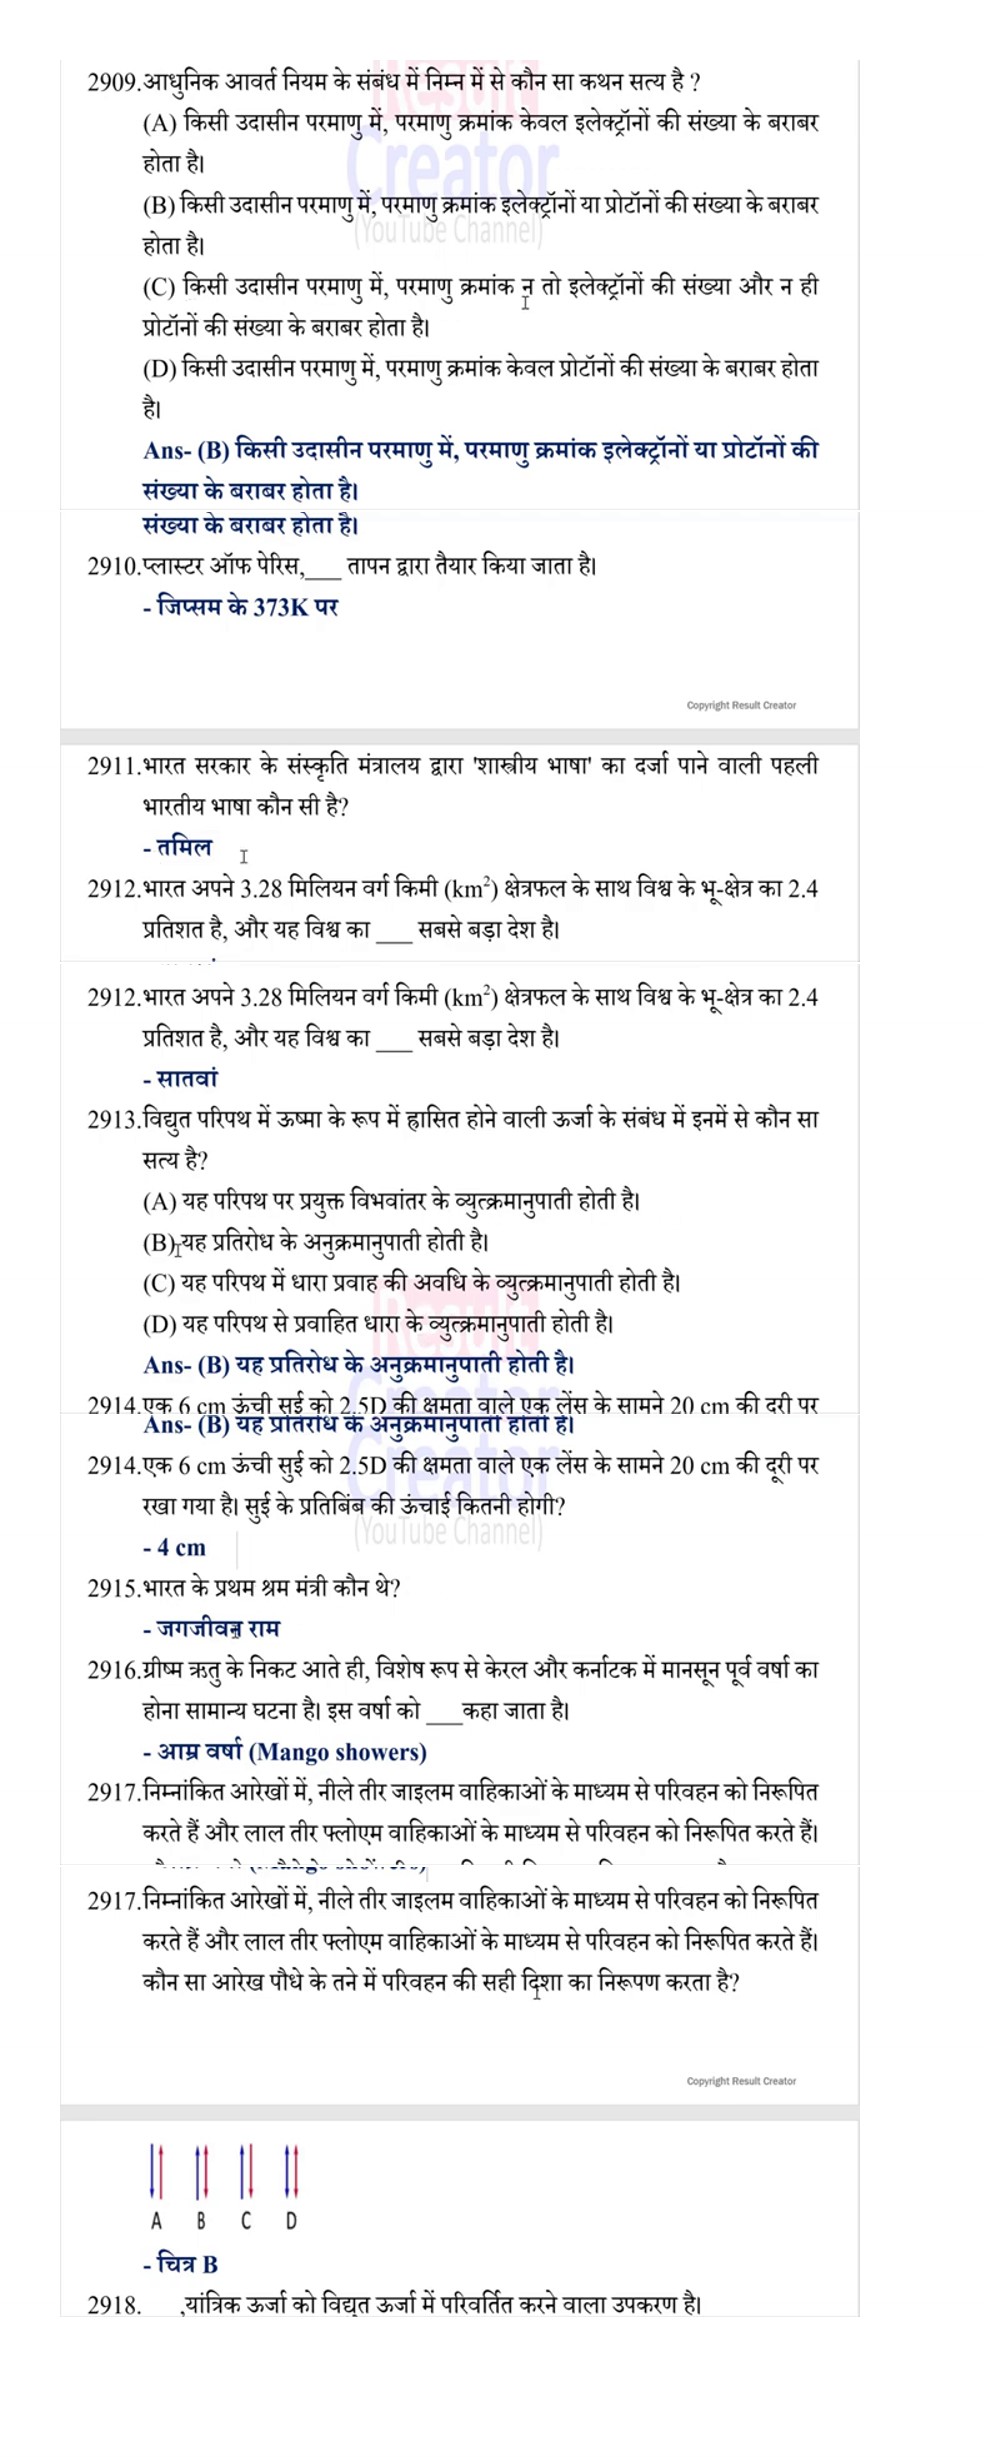 2909.आधुनिक आवर्त नियम के संबंध में निम्न में से कौन सा कथन सत्य है ?
(A) किसी उदासीन परमाणु में, परमाणु क्रमांक केवल इलेक्ट्रॉनों की संख्या के बराबर
होता है।
(B) किसी उदासीन परमाणु में, परमाणु क्रमांक इलेक्ट्रॉनों या प्रोटॉनों की संख्या के बराबर
होता है।
(C) किसी उदासीन परमाणु में, परमाणु क्रमांक न तो इलेक्ट्रॉनों की संख्या और न ही
प्रोटॉनों की संख्या के बराबर होता है।
(D) किसी उदासीन परमाणु में, परमाणु क्रमांक केवल प्रोटॉनों की संख्या के बराबर होता
है।
Ans- (B) किसी उदासीन परमाणु में, परमाणु क्रमांक इलेक्ट्रॉनों या प्रोटॉनों की
संख्या के बराबर होता है।
संख्या के बराबर होता है।
2910.प्लास्टर ऑफ पेरिस,____ तापन द्वारा तैयार किया जाता है।
- जिप्सम के 373K पर
Copyright Result Creator
2911.भारत सरकार के संस्कृति मंत्रालय द्वारा 'शास्त्रीय भाषा' का दर्जा पाने वाली पहली
भारतीय भाषा कौन सी है?
- तमिल
2912.भारत अपने 3.28 मिलियन वर्ग किमी (km²) क्षेत्रफल के साथ विश्व के भू-क्षेत्र का 2.4
प्रतिशत है, और यह विश्व का ____ सबसे बड़ा देश है।
2912.भारत अपने 3.28 मिलियन वर्ग किमी (km²) क्षेत्रफल के साथ विश्व के भू-क्षेत्र का 2.4
प्रतिशत है, और यह विश्व का ____ सबसे बड़ा देश है।
- सातवां
2913.विद्युत परिपथ में ऊष्मा के रूप में ह्रासित होने वाली ऊर्जा के संबंध में इनमें से कौन सा
सत्य है?
(A) यह परिपथ पर प्रयुक्त विभवांतर के व्युत्क्रमानुपाती होती है।
(B) यह प्रतिरोध के अनुक्रमानुपाती होती है।
(C) यह परिपथ में धारा प्रवाह की अवधि के व्युत्क्रमानुपाती होती है।
(D) यह परिपथ से प्रवाहित धारा के व्युत्क्रमानुपाती होती है।
Ans- (B) यह प्रतिरोध के अनुक्रमानुपाती होती है।
2914.एक 6 cm ऊंची सुई को 2.5D की क्षमता वाले एक लेंस के सामने 20 cm की दूरी पर
Ans- (B) यह प्रतिरोध के अनुक्रमानुपाती होती है।
2914.एक 6 cm ऊंची सुई को 2.5D की क्षमता वाले एक लेंस के सामने 20 cm की दूरी पर
रखा गया है। सुई के प्रतिबिंब की ऊंचाई कितनी होगी?
- 4 cm
2915.भारत के प्रथम श्रम मंत्री कौन थे?
- जगजीवन राम
2916.ग्रीष्म ऋतु के निकट आते ही, विशेष रूप से केरल और कर्नाटक में मानसून पूर्व वर्षा का
होना सामान्य घटना है। इस वर्षा को ____कहा जाता है।
- आम्र वर्षा (Mango showers)
2917.निम्नांकित आरेखों में, नीले तीर जाइलम वाहिकाओं के माध्यम से परिवहन को निरूपित
करते हैं और लाल तीर फ्लोएम वाहिकाओं के माध्यम से परिवहन को निरूपित करते हैं।
2917.निम्नांकित आरेखों में, नीले तीर जाइलम वाहिकाओं के माध्यम से परिवहन को निरूपित
करते हैं और लाल तीर फ्लोएम वाहिकाओं के माध्यम से परिवहन को निरूपित करते हैं।
कौन सा आरेख पौधे के तने में परिवहन की सही दिशा का निरूपण करता है?
Copyright Result Creator
A B C D
- चित्र B
2918. ,यांत्रिक ऊर्जा को विद्युत ऊर्जा में परिवर्तित करने वाला उपकरण है।
Result
Creator
(YouTube Channel)
Result
Creator
(YouTube Channel)